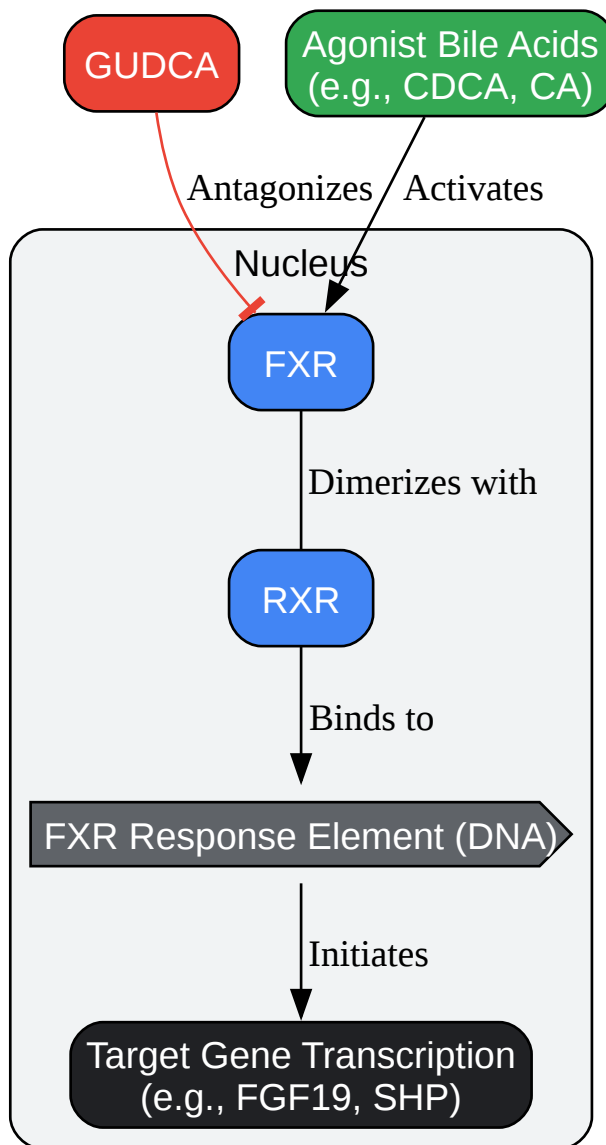 GUDCA
Agonist Bile Acids
(e.g., CDCA, CA)
Antagonizes
Activates
Nucleus
FXR
Dimerizes with
RXR
Binds to
FXR Response Element (DNA)
Initiates
Target Gene Transcription
(e.g., FGF19, SHP)